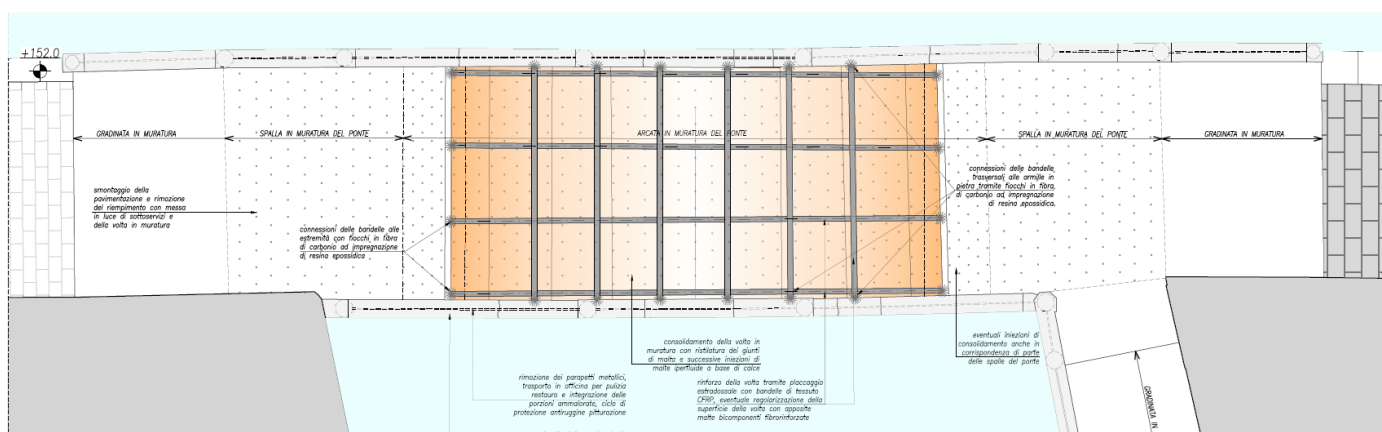 +152.0
GRADINATA IN MURATURA
SPALLA IN MURATURA DEL PONTE
ARCATA IN MURATURA DEL PONTE
SPALLA IN MURATURA DEL PONTE
GRADINATA IN MURATURA
smontaggio della
pavimentazione e rimozione
del riempimento con messa
in luce di sottoservizi e
della volta in muratura
connessioni delle bandelle alle
estremità con fiocchi in fibra
di carbonio ad impregnazione
di resina epossidica
connessioni delle bandelle
trasversali alle armille in
pietra tramite fiocchi in fibra
di carbonio ad impregnazione
di resina epossidica
eventuali iniezioni di
consolidamento anche in
corrispondenza di parte
delle spalle del ponte
consolidamento della volta in
muratura con ristilatura dei giunti
di malta e successive iniezioni di
malte iperfluide a base di calce
rimozione dei parapetti metallici,
trasporto in officina per pulizia
restauro e integrazione delle
porzioni ammalorate, ciclo di
protezione antiruggine pitturazione
rinforzo della volta tramite placcaggio
estradossale con bandelle di tessuto
CFRP, eventuale regolarizzazione della
superficie della volta con apposite
malte bicomponenti fibrorinforzate
GRADINATA IN